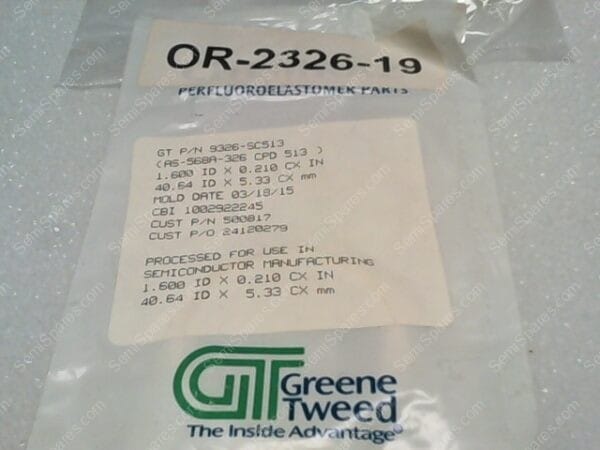 OR-2326-19
PERFLUOROELASTOMER PARTS
GT P/N 9326-SC513
(AS-568A-326 CPD 513 )
1.600 ID X 0.210 CX IN
40.64 ID X 5.33 CX mm
MOLD DATE 03/18/15
CBI 1002922245
CUST P/N 500817
CUST P/O 24120279
PROCESSED FOR USE IN
SEMICONDUCTOR MANUFACTURING
1.600 ID X 0.210 CX IN
40.64 ID X 5.33 CX mm
GT Greene
Tweed
The Inside Advantage®
SemiSpares.com